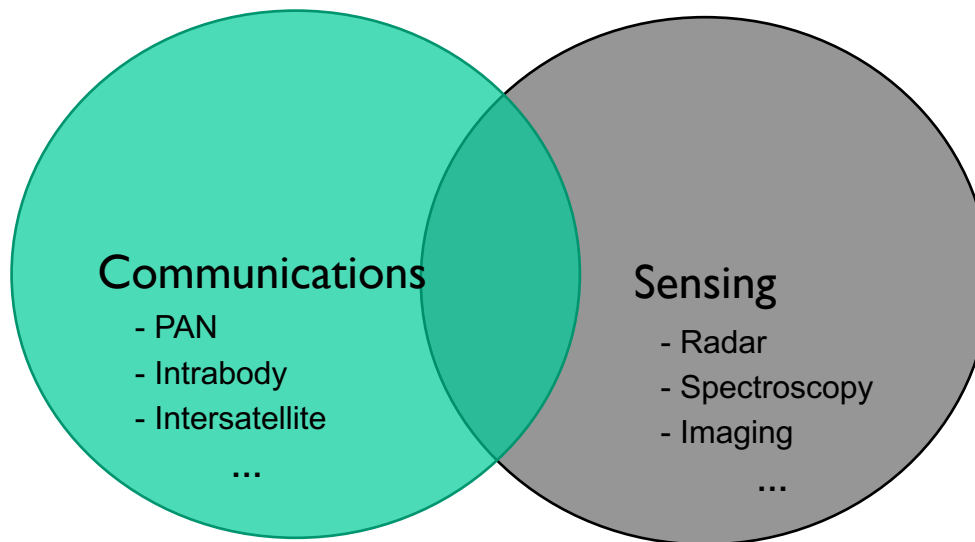 Communications
- PAN
- Intrabody
- Intersatellite
...
Sensing
- Radar
- Spectroscopy
- Imaging
...